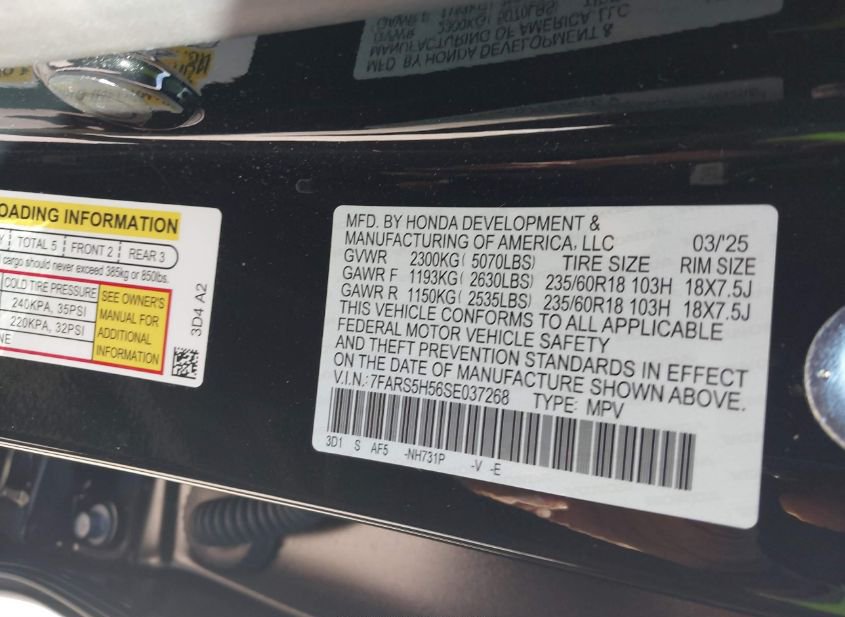 OADING INFORMATION
TOTAL 5 FRONT 2 REAR 3
cargo should never exceed 385kg or 850lbs.
COLD TIRE PRESSURE
240KPA, 35PSI
220KPA, 32PSI
NE
SEE OWNER'S
MANUAL FOR
ADDITIONAL
INFORMATION
3D4 A2
MFD. BY HONDA DEVELOPMENT &
MANUFACTURING OF AMERICA, LLC 03/'25
GVWR 2300KG( 5070LBS) TIRE SIZE RIM SIZE
GAWR F 1193KG( 2630LBS) 235/60R18 103H 18X7.5J
GAWR R 1150KG( 2535LBS) 235/60R18 103H 18X7.5J
THIS VEHICLE CONFORMS TO ALL APPLICABLE
FEDERAL MOTOR VEHICLE SAFETY
AND THEFT PREVENTION STANDARDS IN EFFECT
ON THE DATE OF MANUFACTURE SHOWN ABOVE.
V.I.N.: 7FARS5H56SE037268 TYPE: MPV
3D1 S AF5 -NH731P -V -E